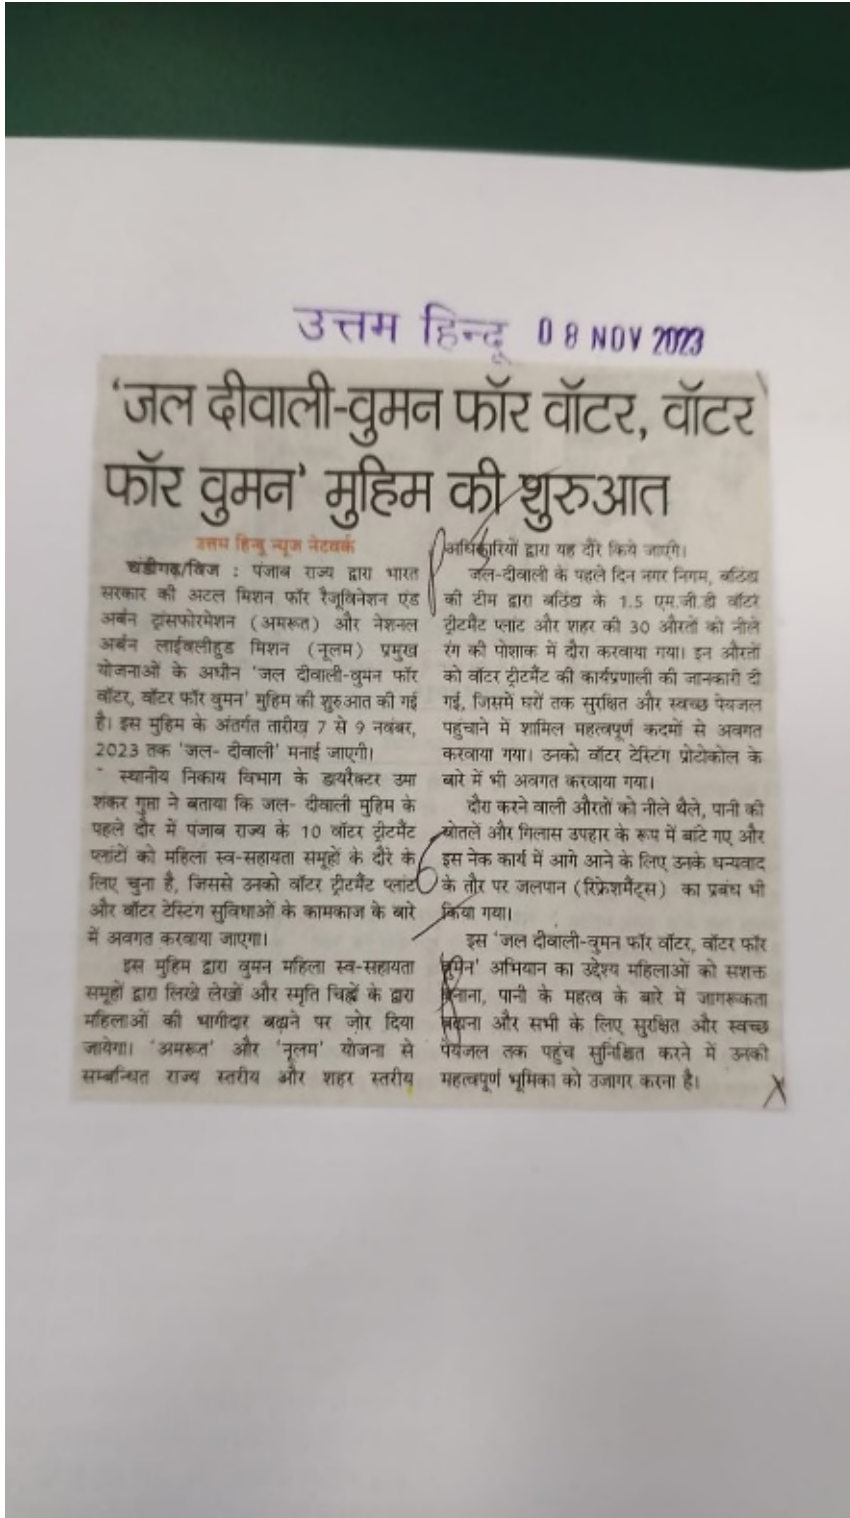 उत्तम हिन्दू 08 NOV 2023
'जल दीवाली-वुमन फॉर वॉटर, वॉटर
फॉर वुमन' मुहिम की शुरुआत
उत्तम हिन्दू न्यूज नेटवर्क
चंडीगढ़/विज : पंजाब राज्य द्वारा भारत
सरकार की अटल मिशन फॉर रैजूविनेशन एंड
अर्बन ट्रांसफोरमेशन (अमरूत) और नेशनल
अर्बन लाईवलीहुड मिशन (नूलम) प्रमुख
योजनाओं के अधीन 'जल दीवाली-वुमन फॉर
वॉटर, वॉटर फॉर वुमन' मुहिम की शुरुआत की गई
है। इस मुहिम के अंतर्गत तारीख 7 से 9 नवंबर,
2023 तक 'जल- दीवाली' मनाई जाएगी।
स्थानीय निकाय विभाग के डायरैक्टर उमा
शंकर गुप्ता ने बताया कि जल- दीवाली मुहिम के
पहले दौर में पंजाब राज्य के 10 वॉटर ट्रीटमैंट
प्लांटों को महिला स्व-सहायता समूहों के दौरे के
लिए चुना है, जिससे उनको वॉटर ट्रीटमैंट प्लांट
और वॉटर टेस्टिंग सुविधाओं के कामकाज के बारे
में अवगत करवाया जाएगा।
इस मुहिम द्वारा वुमन महिला स्व-सहायता
समूहों द्वारा लिखे लेखों और स्मृति चिह्नों के द्वारा
महिलाओं की भागीदार बढ़ाने पर जोर दिया
जायेगा। 'अमरूत' और 'नूलम' योजना से
सम्बन्धित राज्य स्तरीय और शहर स्तरीय
अधिकारियों द्वारा यह दौरे किये जाएंगे।
जल-दीवाली के पहले दिन नगर निगम, बठिंडा
की टीम द्वारा बठिंडा के 1.5 एम.जी.डी वॉटर
ट्रीटमैंट प्लांट और शहर की 30 औरतों को नीले
रंग की पोशाक में दौरा करवाया गया। इन औरतों
को वॉटर ट्रीटमैंट की कार्यप्रणाली की जानकारी दी
गई, जिसमें घरों तक सुरक्षित और स्वच्छ पेयजल
पहुंचाने में शामिल महत्वपूर्ण कदमों से अवगत
करवाया गया। उनको वॉटर टेस्टिंग प्रोटोकोल के
बारे में भी अवगत करवाया गया।
दौरा करने वाली औरतों को नीले थैले, पानी की
बोतलें और गिलास उपहार के रूप में बांटे गए और
इस नेक कार्य में आगे आने के लिए उनके धन्यवाद
के तौर पर जलपान (रिफ्रेशमैंट्स) का प्रबंध भी
किया गया।
इस 'जल दीवाली-वुमन फॉर वॉटर, वॉटर फॉर
वुमेन' अभियान का उद्देश्य महिलाओं को सशक्त
बनाना, पानी के महत्व के बारे में जागरूकता
बढ़ाना और सभी के लिए सुरक्षित और स्वच्छ
पेयजल तक पहुंच सुनिश्चित करने में उनकी
महत्वपूर्ण भूमिका को उजागर करना है।